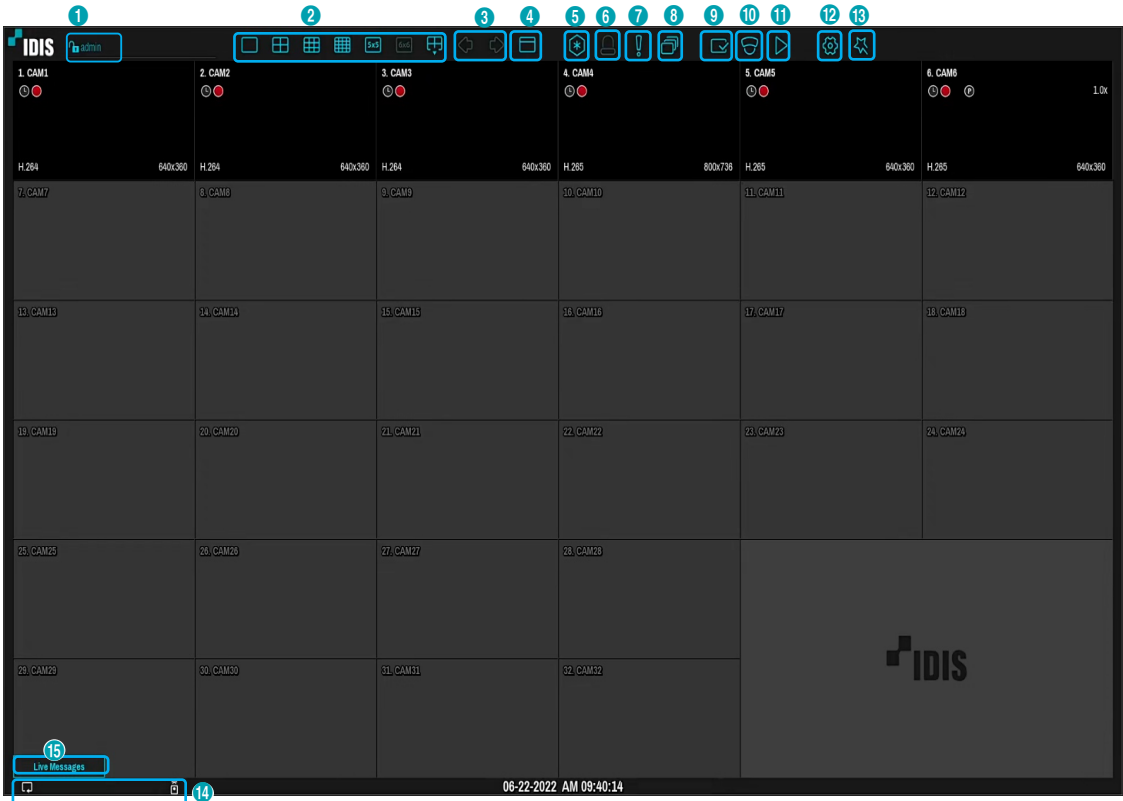 1 2 3 4 5 6 7 8 9 10 11 12 13
IDIS admin 5x5 6x6
1. CAM1 2. CAM2 3. CAM3 4. CAM4 5. CAM5 6. CAM6
P 1.0x
H.264 640x360 H.264 640x360 H.264 640x360 H.265 800x736 H.265 640x360 H.265 640x360
7. CAM7 8. CAM8 9. CAM9 10. CAM10 11. CAM11 12. CAM12
13. CAM13 14. CAM14 15. CAM15 16. CAM16 17. CAM17 18. CAM18
19. CAM19 20. CAM20 21. CAM21 22. CAM22 23. CAM23 24. CAM24
25. CAM25 26. CAM26 27. CAM27 28. CAM28
IDIS
29. CAM29 30. CAM30 31. CAM31 32. CAM32
15
Live Messages
14 06-22-2022 AM 09:40:14